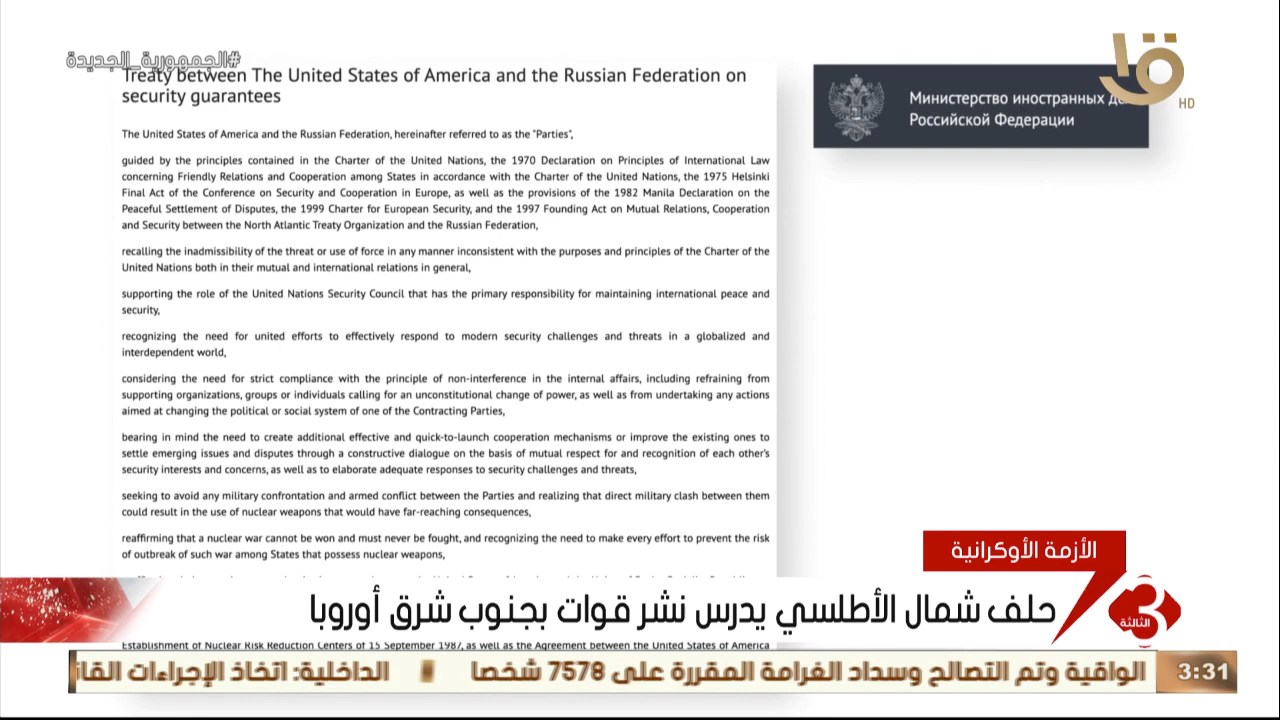 #الجمهورية_الجديدة
Treaty between The United States of America and the Russian Federation on
security guarantees
The United States of America and the Russian Federation, hereinafter referred to as the "Parties",
guided by the principles contained in the Charter of the United Nations, the 1970 Declaration on Principles of International Law
concerning Friendly Relations and Cooperation among States in accordance with the Charter of the United Nations, the 1975 Helsinki
Final Act of the Conference on Security and Cooperation in Europe, as well as the provisions of the 1982 Manila Declaration on the
Peaceful Settlement of Disputes, the 1999 Charter for European Security, and the 1997 Founding Act on Mutual Relations, Cooperation
and Security between the North Atlantic Treaty Organization and the Russian Federation,
recalling the inadmissibility of the threat or use of force in any manner inconsistent with the purposes and principles of the Charter of the
United Nations both in their mutual and international relations in general,
supporting the role of the United Nations Security Council that has the primary responsibility for maintaining international peace and
security,
recognizing the need for united efforts to effectively respond to modern security challenges and threats in a globalized and
interdependent world,
considering the need for strict compliance with the principle of non-interference in the internal affairs, including refraining from
supporting organizations, groups or individuals calling for an unconstitutional change of power, as well as from undertaking any actions
aimed at changing the political or social system of one of the Contracting Parties,
bearing in mind the need to create additional effective and quick-to-launch cooperation mechanisms or improve the existing ones to
settle emerging issues and disputes through a constructive dialogue on the basis of mutual respect for and recognition of each other's
security interests and concerns, as well as to elaborate adequate responses to security challenges and threats,
seeking to avoid any military confrontation and armed conflict between the Parties and realizing that direct military clash between them
could result in the use of nuclear weapons that would have far-reaching consequences,
reaffirming that a nuclear war cannot be won and must never be fought, and recognizing the need to make every effort to prevent the risk
of outbreak of such war among States that possess nuclear weapons,
Establishment of Nuclear Risk Reduction Centers of 15 September 1987, as well as the Agreement between the United States of America
HD
Министерство иностранных
Российской Федерации
الأزمة الأوكرانية
حلف شمال الأطلسي يدرس نشر قوات بجنوب شرق أوروبا
3
الثالثة
الواقية وتم التصالح وسداد الغرامة المقررة على 7578 شخصا
الداخلية: اتخاذ الإجراءات
3:31